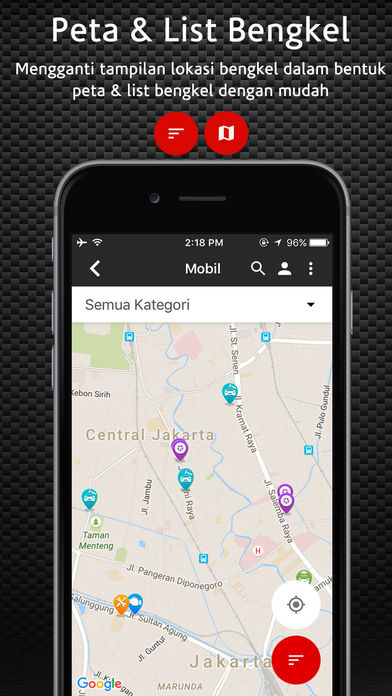 Peta & List Bengkel
Mengganti tampilan lokasi bengkel dalam bentuk
peta & list bengkel dengan mudah
2:18 PM
96%
Mobil
Semua Kategori
Jl. St. Senen
Kebon Sirih
Jl. Kramat Raya
Jl. Pulo Gundul
Central Jakarta
Jl. Jambu
Raya
Jl. Salemba Raya
Taman
Menteng
Jl. Pangeran Diponegoro
H
Jl. Sultan Agung
Jl. Guntur
Jakarta
Google
MARUNDA